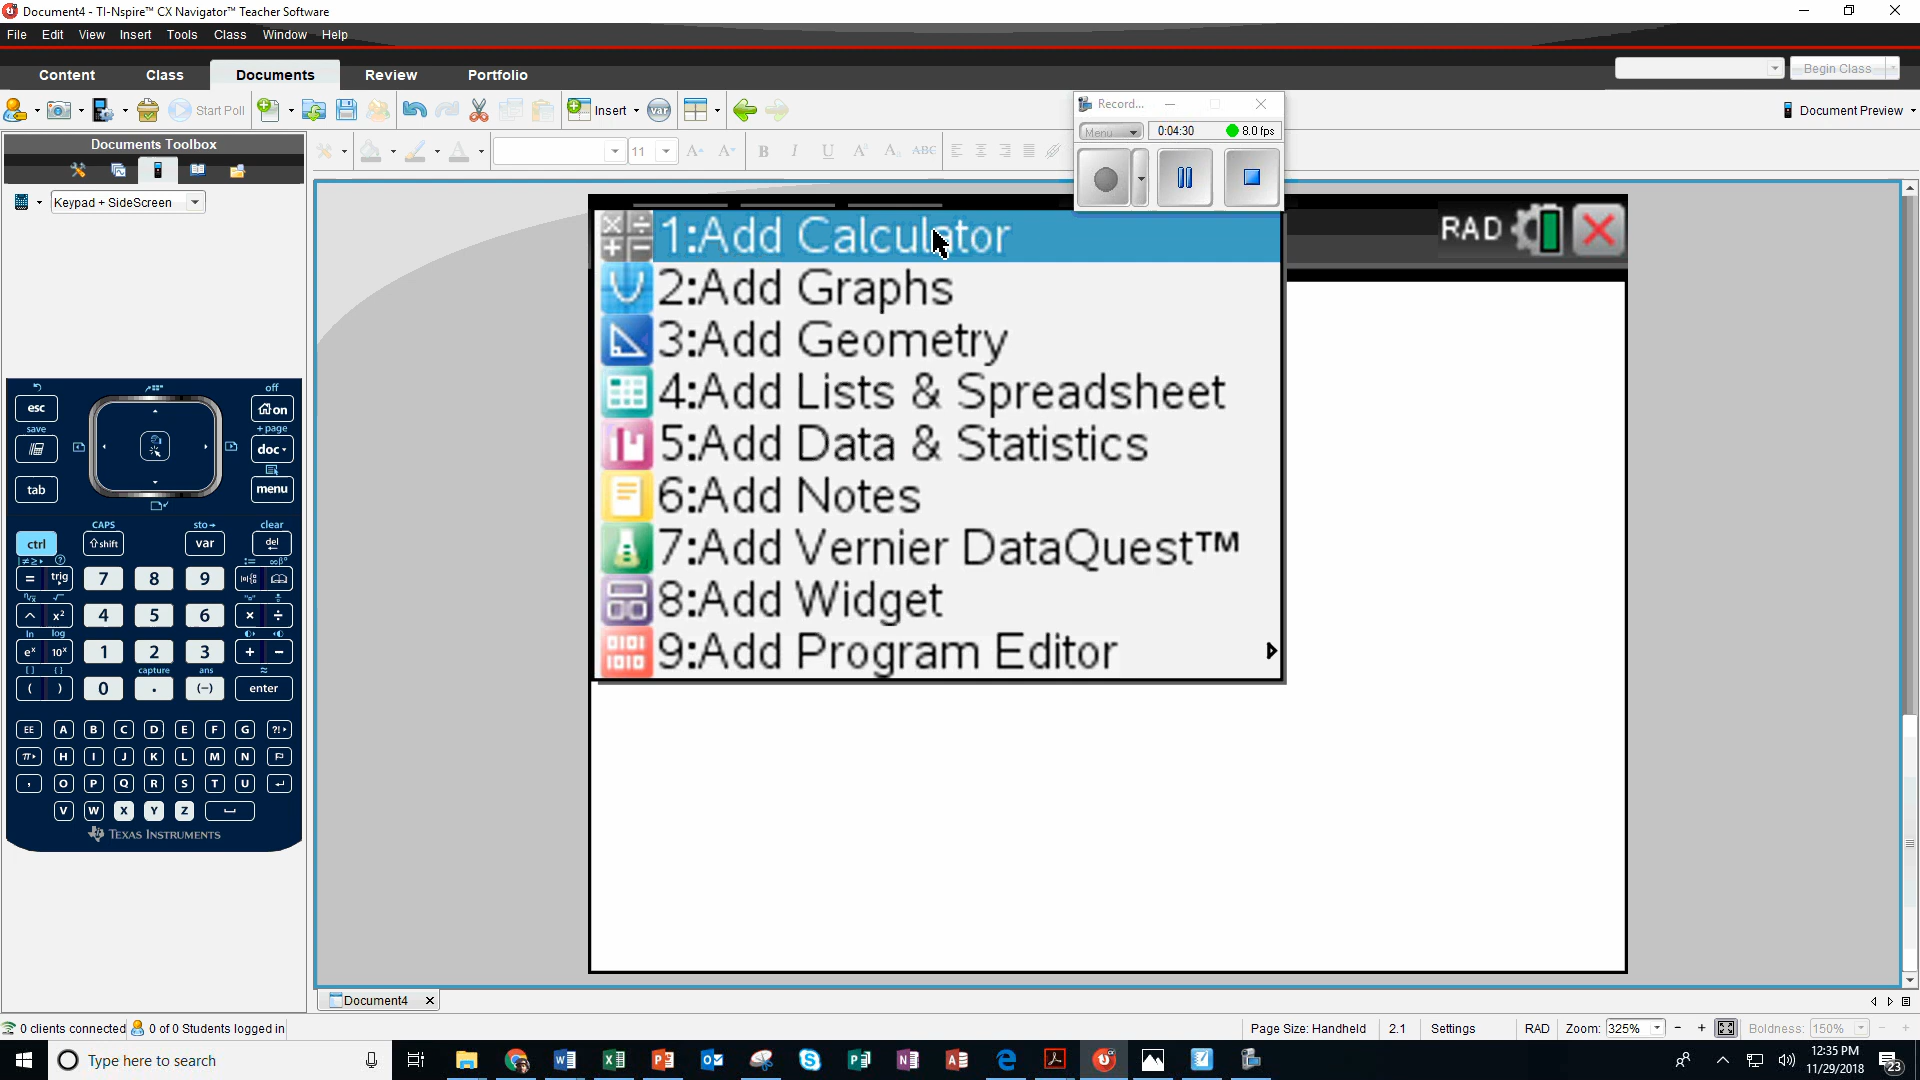 Document4 - TI-Nspire™ CX Navigator™ Teacher Software
File Edit View Insert Tools Class Window Help
Content Class Documents Review Portfolio
Begin Class
Start Poll
Insert
var
Record...
Document Preview
Menu 0:04:30 8.0 fps
Documents Toolbox
11
B I U A A ABC
Keypad + SideScreen
RAD
1:Add Calculator
2:Add Graphs
3:Add Geometry
4:Add Lists & Spreadsheet
5:Add Data & Statistics
6:Add Notes
7:Add Vernier DataQuest™
8:Add Widget
9:Add Program Editor
off
esc on
save + page
doc
tab menu
CAPS sto→ clear
ctrl shift var del
= trig 7 8 9
^ x² 4 5 6 × ÷
ln log
eˣ 10ˣ 1 2 3 + −
capture ans ≈
( ) 0 . (−) enter
EE A B C D E F G ?!
π H I J K L M N
, O P Q R S T U
V W X Y Z
TEXAS INSTRUMENTS
Document4
0 clients connected 0 of 0 Students logged in
Page Size: Handheld 2.1 Settings RAD Zoom: 325% - + Boldness: 150% - +
Type here to search
12:35 PM
11/29/2018
23